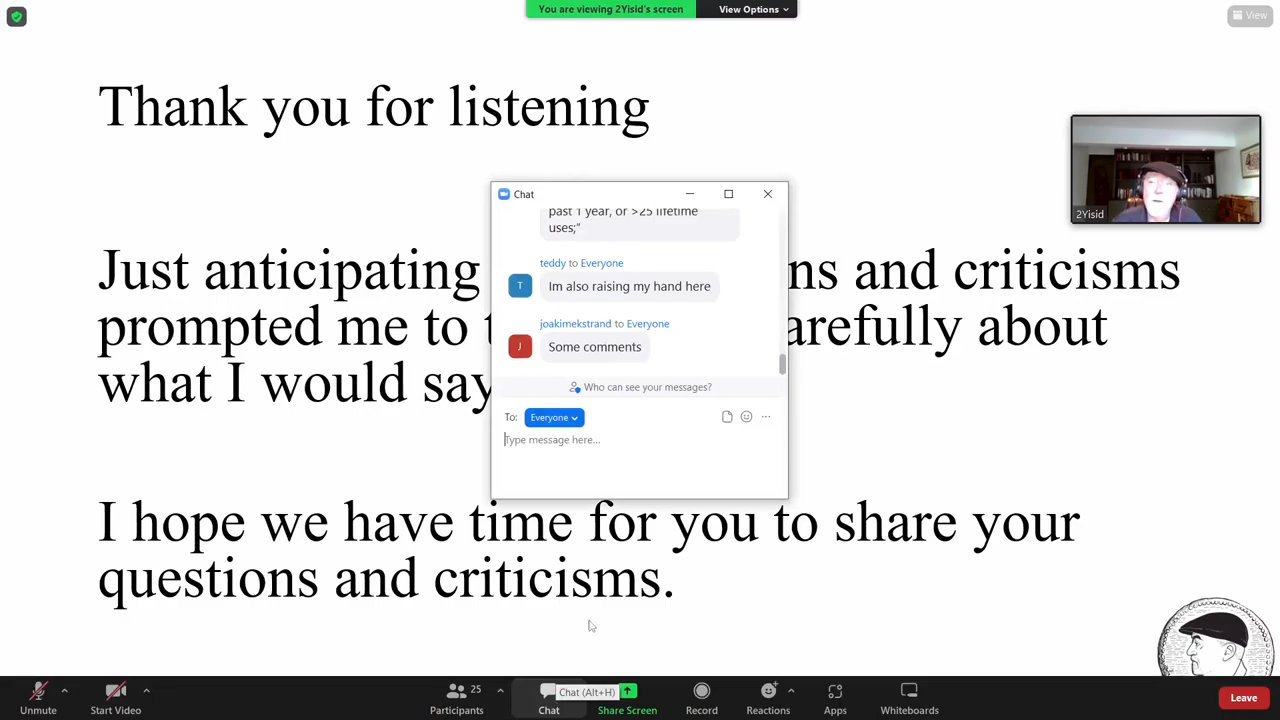 You are viewing 2Yisid's screen
View Options
View
Thank you for listening
2Yisid
Chat
past 1 year, or >25 lifetime
uses;"
teddy to Everyone
T
Im also raising my hand here
joakimekstrand to Everyone
J
Some comments
Who can see your messages?
To: Everyone
Type message here...
Just anticipating ns and criticisms
prompted me to t arefully about
what I would say
I hope we have time for you to share your
questions and criticisms.
Unmute
Start Video
25
Participants
Chat
Chat (Alt+H)
Share Screen
Record
Reactions
Apps
Whiteboards
Leave